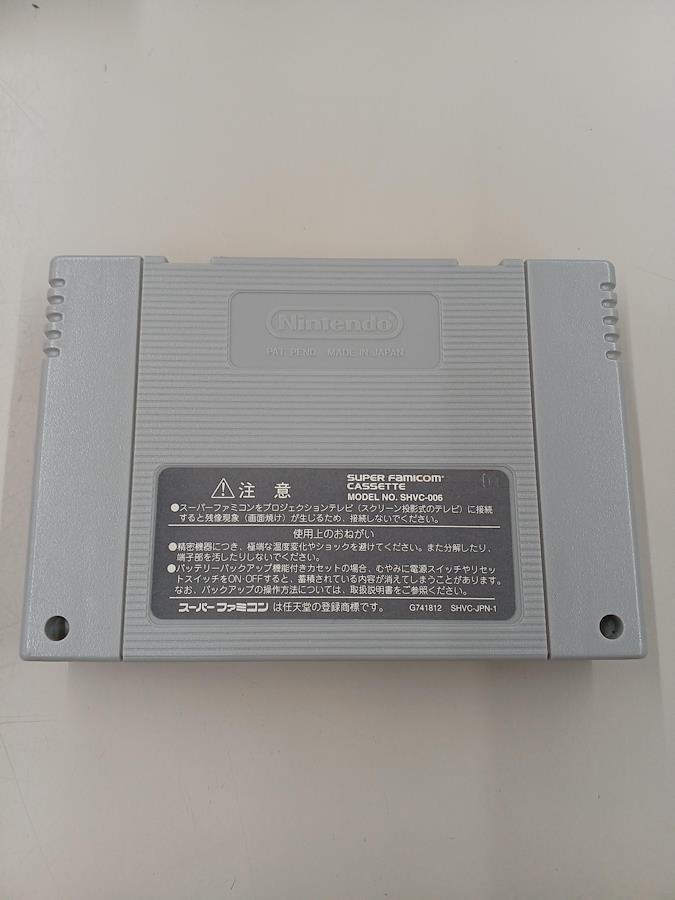 Nintendo
PAT. PEND. MADE IN JAPAN
⚠注 意
SUPER FAMICOM
CASSETTE
MODEL NO. SHVC-006
●スーパーファミコンをプロジェクションテレビ(スクリーン投影式のテレビ)に接続
すると残像現象(画面焼け)が生じるため、接続しないでください。
使用上のおねがい
●精密機器につき、極端な温度変化やショックを避けてください。また分解したり、
端子部を汚したりしないでください。
●バッテリーバックアップ機能付きカセットの場合、むやみに電源スイッチやリセッ
トスイッチをON・OFFすると、蓄積されている内容が消えてしまうことがあります。
なお、バックアップの操作方法については、取扱説明書をご参照ください。
スーパーファミコン は任天堂の登録商標です。
G741812 SHVC-JPN-1